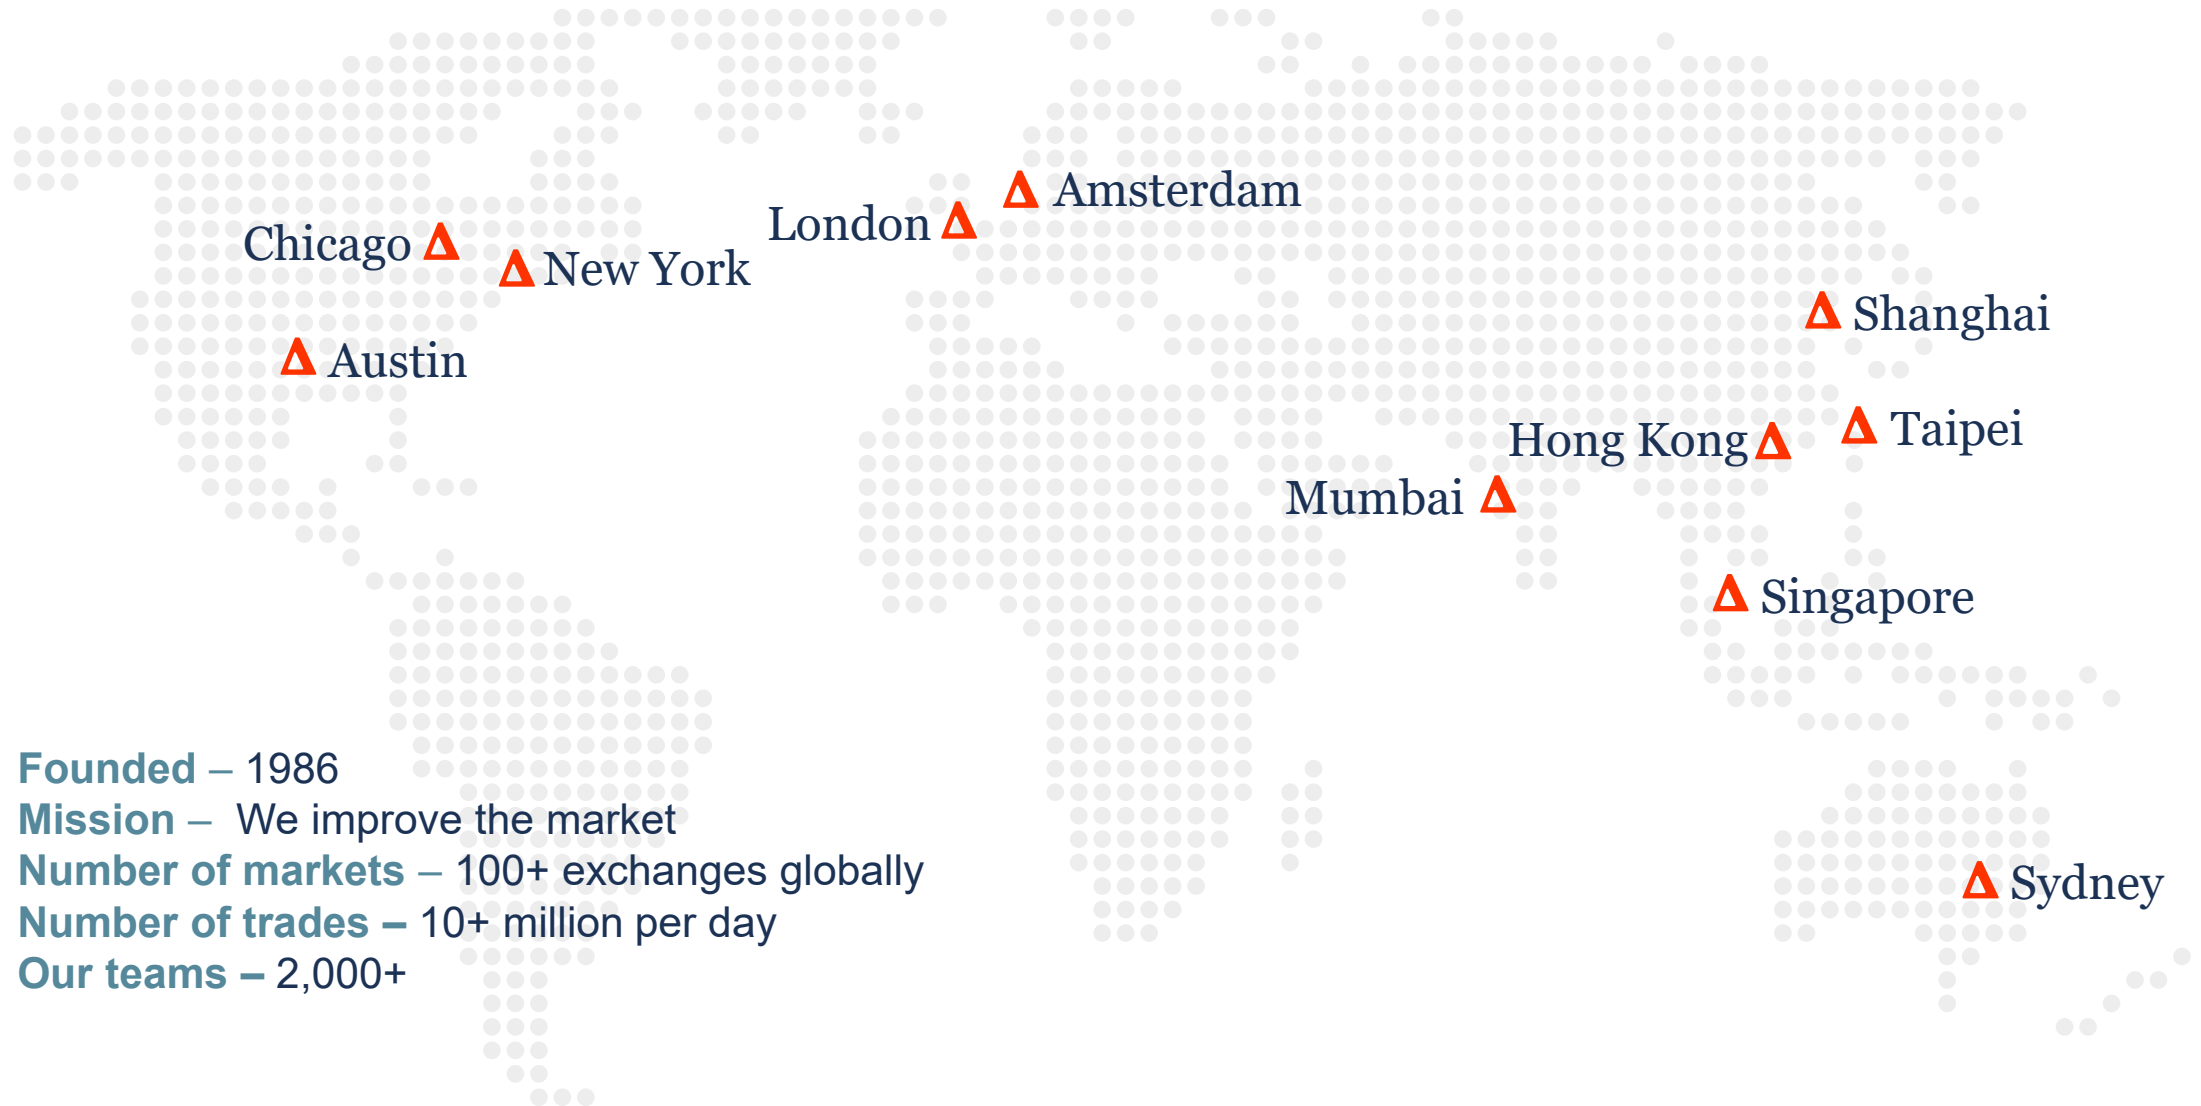 Amsterdam
London
Chicago
New York
Shanghai
Austin
Taipei
Hong Kong
Mumbai
Singapore
Founded – 1986
Mission – We improve the market
Number of markets – 100+ exchanges globally
Number of trades – 10+ million per day
Our teams – 2,000+
Sydney